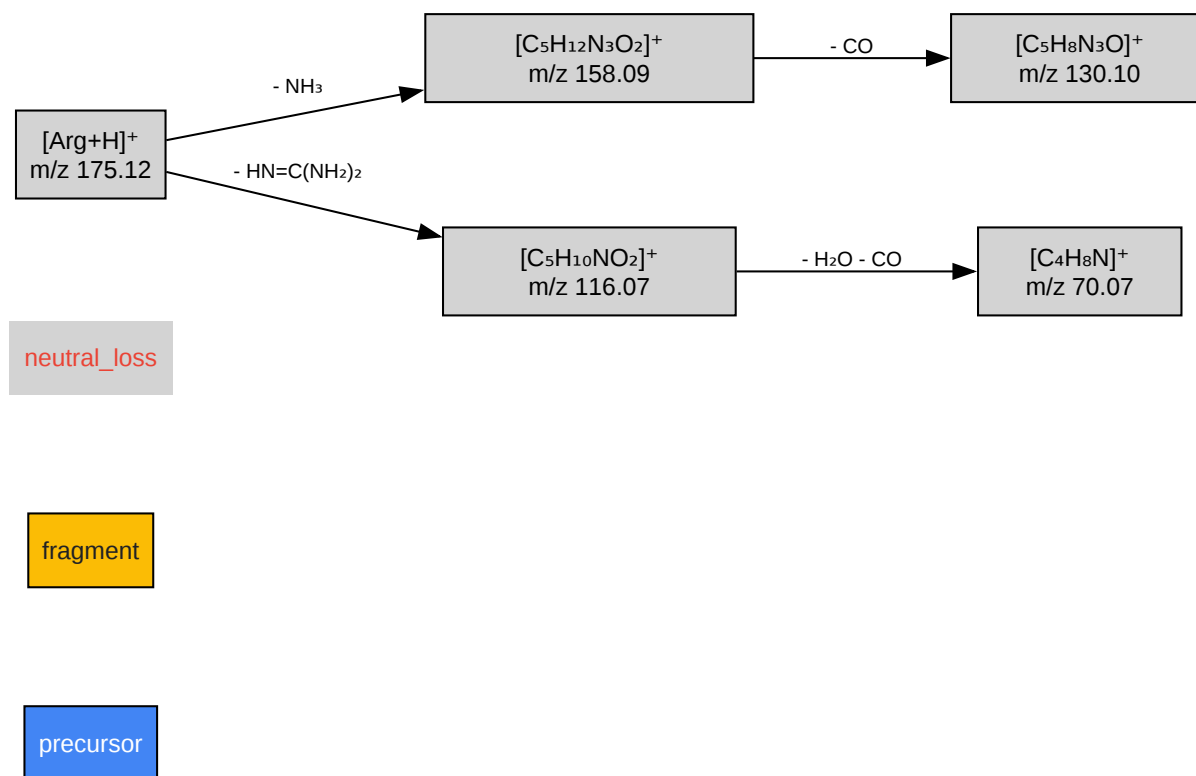 [C₅H₁₂N₃O₂]⁺
m/z 158.09
- CO
[C₅H₈N₃O]⁺
m/z 130.10
- NH₃
[Arg+H]⁺
m/z 175.12
- HN=C(NH₂)₂
[C₅H₁₀NO₂]⁺
m/z 116.07
- H₂O - CO
[C₄H₈N]⁺
m/z 70.07
neutral_loss
fragment
precursor